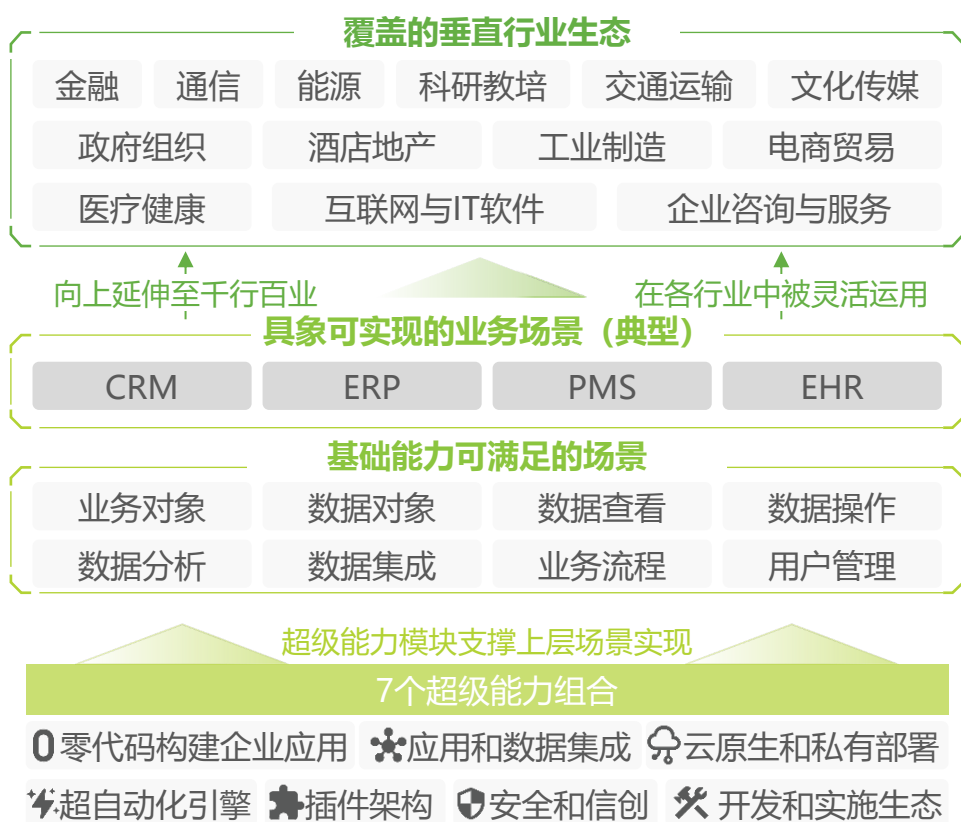 覆盖的垂直行业生态
金融 通信 能源 科研教培 交通运输 文化传媒
政府组织 酒店地产 工业制造 电商贸易
医疗健康 互联网与IT软件 企业咨询与服务
向上延伸至千行百业 在各行业中被灵活运用
具象可实现的业务场景（典型）
CRM ERP PMS EHR
基础能力可满足的场景
业务对象 数据对象 数据查看 数据操作
数据分析 数据集成 业务流程 用户管理
超级能力模块支撑上层场景实现
7个超级能力组合
零代码构建企业应用 应用和数据集成 云原生和私有部署
超自动化引擎 插件架构 安全和信创 开发和实施生态